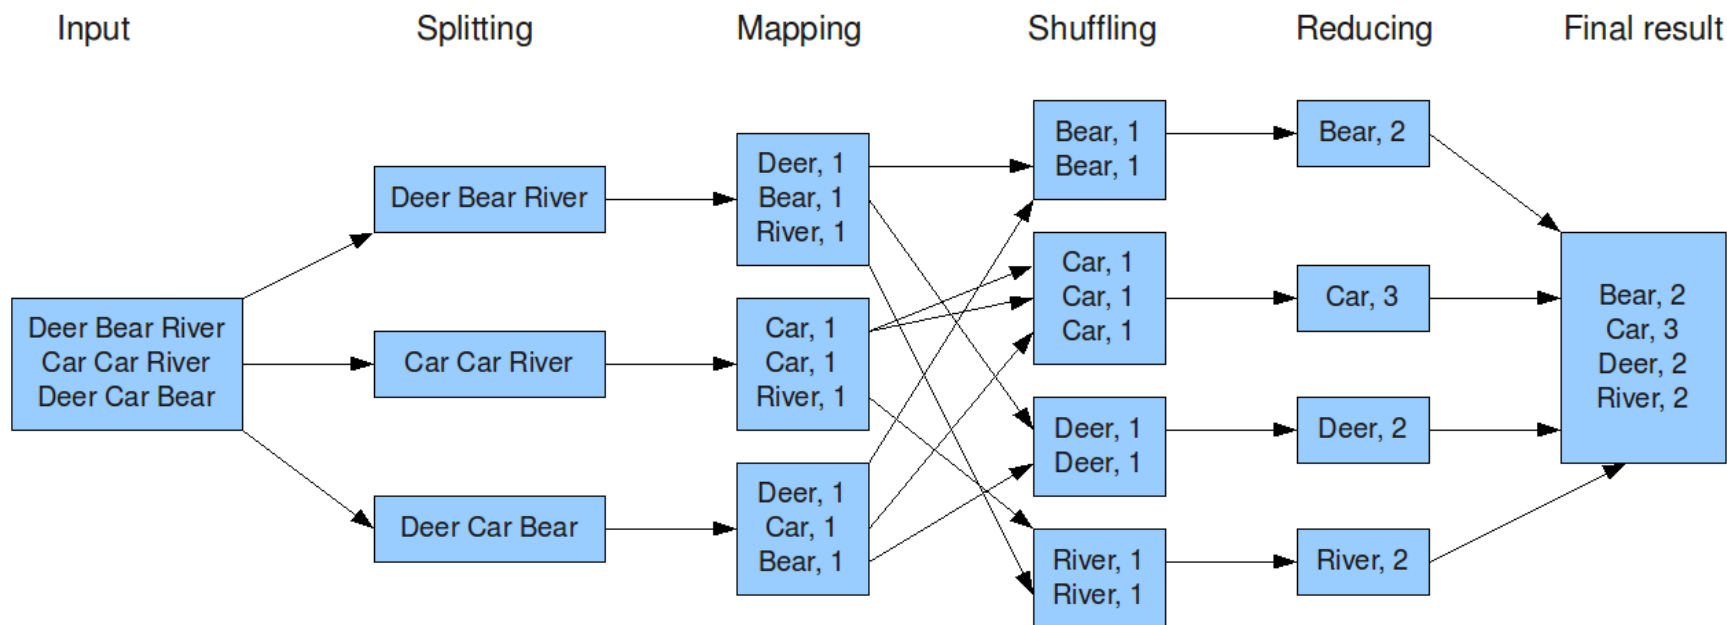 Input
Splitting
Mapping
Shuffling
Reducing
Final result
Deer Bear River
Car Car River
Deer Car Bear
Deer Bear River
Car Car River
Deer Car Bear
Deer, 1
Bear, 1
River, 1
Car, 1
Car, 1
River, 1
Deer, 1
Car, 1
Bear, 1
Bear, 1
Bear, 1
Car, 1
Car, 1
Car, 1
Deer, 1
Deer, 1
River, 1
River, 1
Bear, 2
Car, 3
Deer, 2
River, 2
Bear, 2
Car, 3
Deer, 2
River, 2